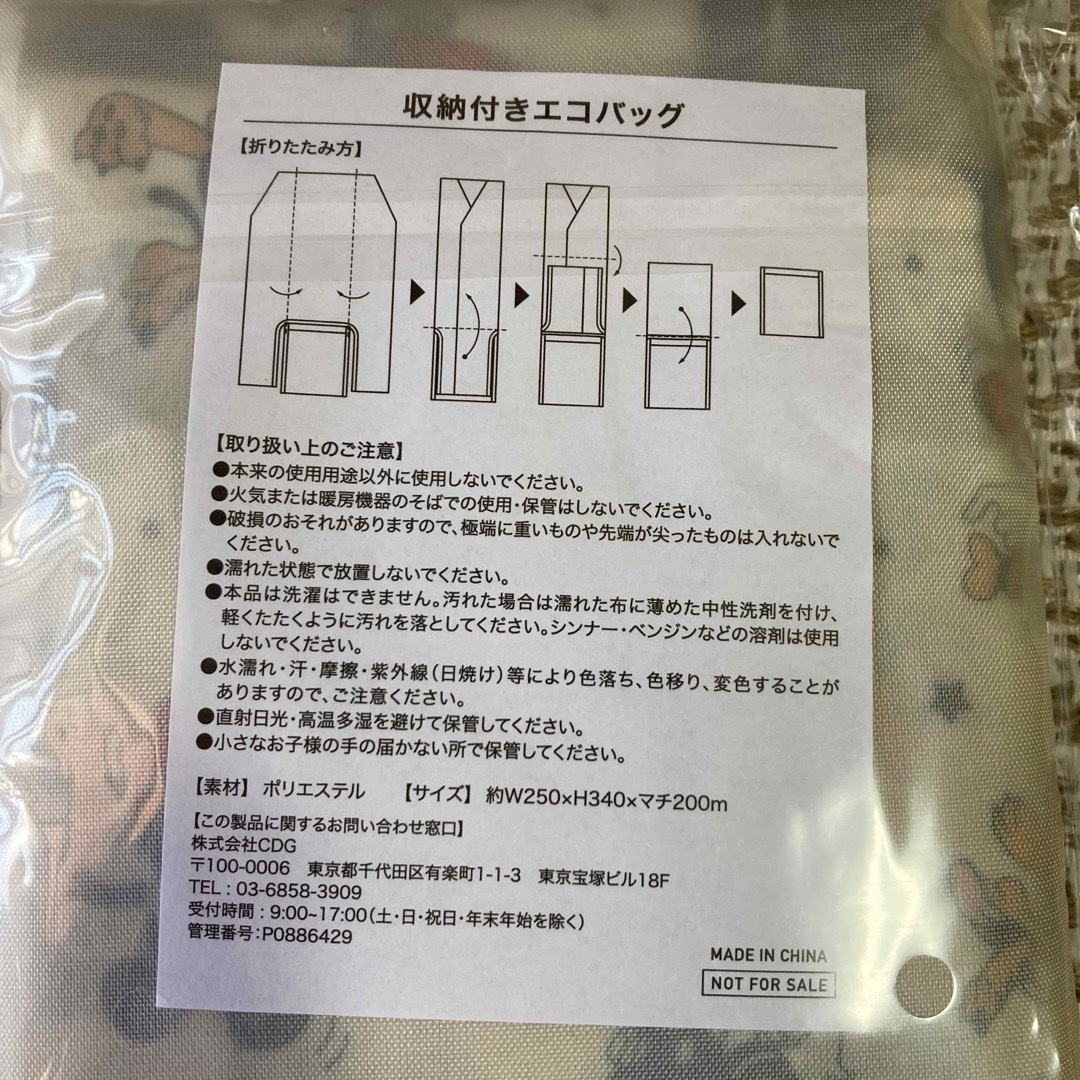 収納付きエコバッグ
【折りたたみ方】
【取り扱い上のご注意】
●本来の使用用途以外に使用しないでください。
●火気または暖房機器のそばでの使用・保管はしないでください。
●破損のおそれがありますので、極端に重いものや先端が尖ったものは入れないで
ください。
●濡れた状態で放置しないでください。
●本品は洗濯はできません。汚れた場合は濡れた布に薄めた中性洗剤を付け、
軽くたたくように汚れを落としてください。シンナー・ベンジンなどの溶剤は使用
しないでください。
●水濡れ・汗・摩擦・紫外線（日焼け）等により色落ち、色移り、変色することが
ありますので、ご注意ください。
●直射日光・高温多湿を避けて保管してください。
●小さなお子様の手の届かない所で保管してください。
【素材】 ポリエステル 【サイズ】 約W250×H340×マチ200m
【この製品に関するお問い合わせ窓口】
株式会社CDG
〒100-0006 東京都千代田区有楽町1-1-3 東京宝塚ビル18F
TEL : 03-6858-3909
受付時間 : 9:00~17:00（土・日・祝日・年末年始を除く）
管理番号:P0886429
MADE IN CHINA
NOT FOR SALE